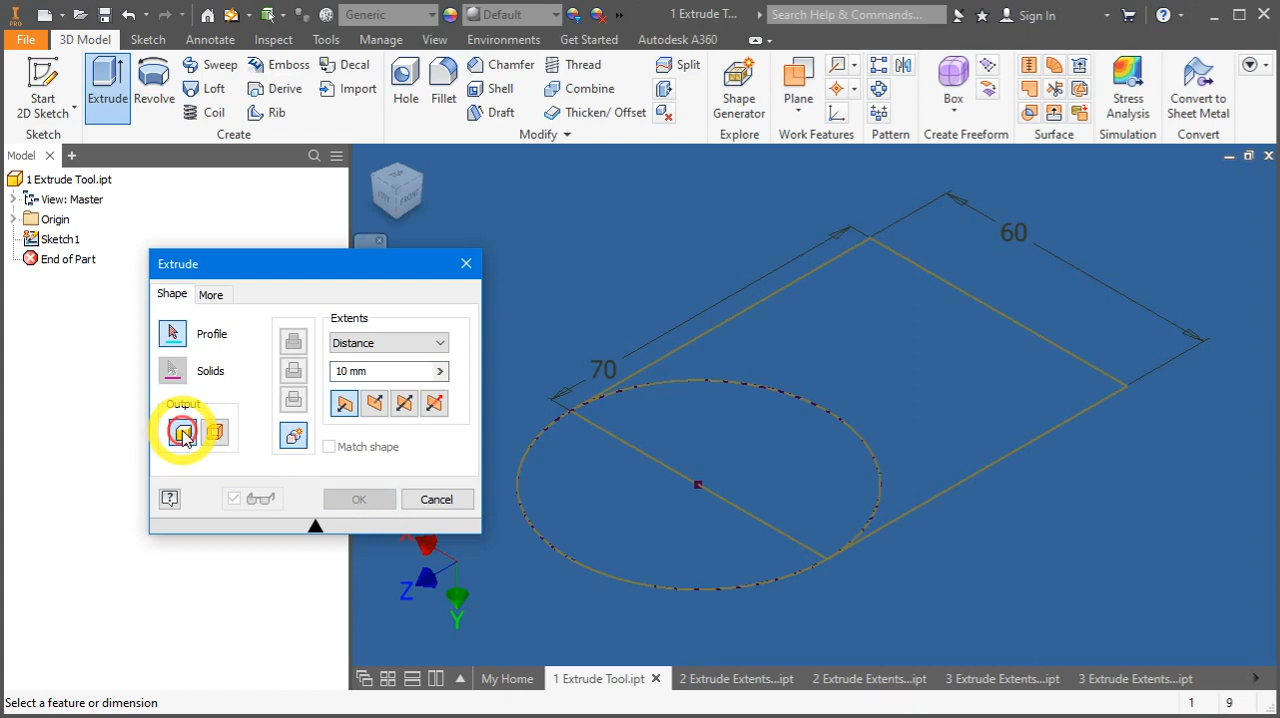 PRO
Generic
Default
1 Extrude T...
Search Help & Commands...
Sign In
File
3D Model
Sketch
Annotate
Inspect
Tools
Manage
View
Environments
Get Started
Autodesk A360
Start
2D Sketch
Sketch
Extrude
Revolve
Sweep
Loft
Coil
Emboss
Derive
Rib
Decal
Import
Create
Hole
Fillet
Chamfer
Shell
Draft
Thread
Combine
Thicken/ Offset
Split
Modify
Shape
Generator
Explore
Plane
Work Features
Pattern
Box
Create Freeform
Surface
Stress
Analysis
Simulation
Convert to
Sheet Metal
Convert
Model
1 Extrude Tool.ipt
View: Master
Origin
Sketch1
End of Part
TOP
FRONT
60
70
Extrude
Shape
More
Profile
Solids
Output
Extents
Distance
10 mm
Match shape
OK
Cancel
Z
Y
My Home
1 Extrude Tool.ipt
2 Extrude Extents...ipt
2 Extrude Extents...ipt
3 Extrude Extents...ipt
3 Extrude Extents...ipt
Select a feature or dimension
1
9